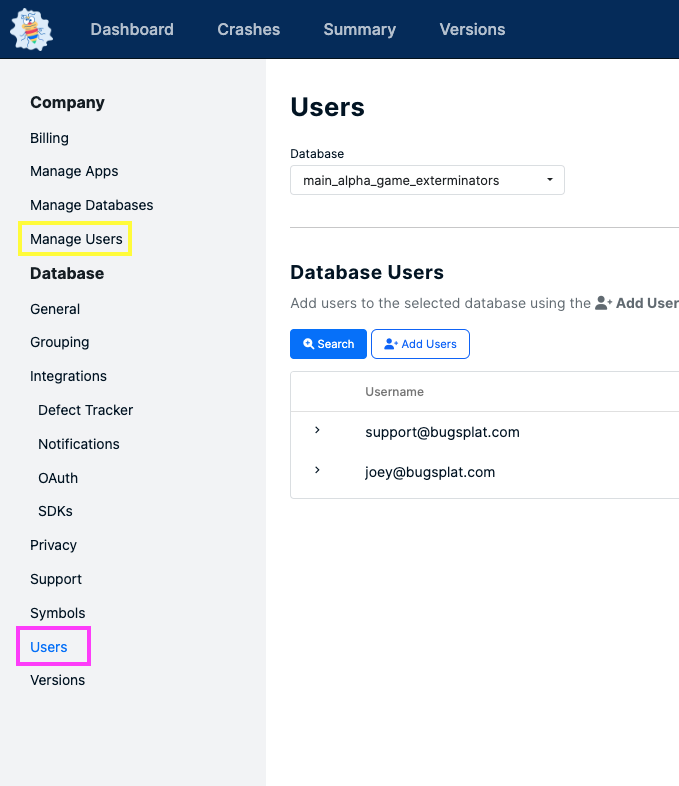 Dashboard Crashes Summary Versions
Company
Billing
Manage Apps
Manage Databases
Manage Users
Database
General
Grouping
Integrations
Defect Tracker
Notifications
OAuth
SDKs
Privacy
Support
Symbols
Users
Versions
Users
Database
main_alpha_game_exterminators
Database Users
Add users to the selected database using the Add User
Search Add Users
Username
support@bugsplat.com
joey@bugsplat.com